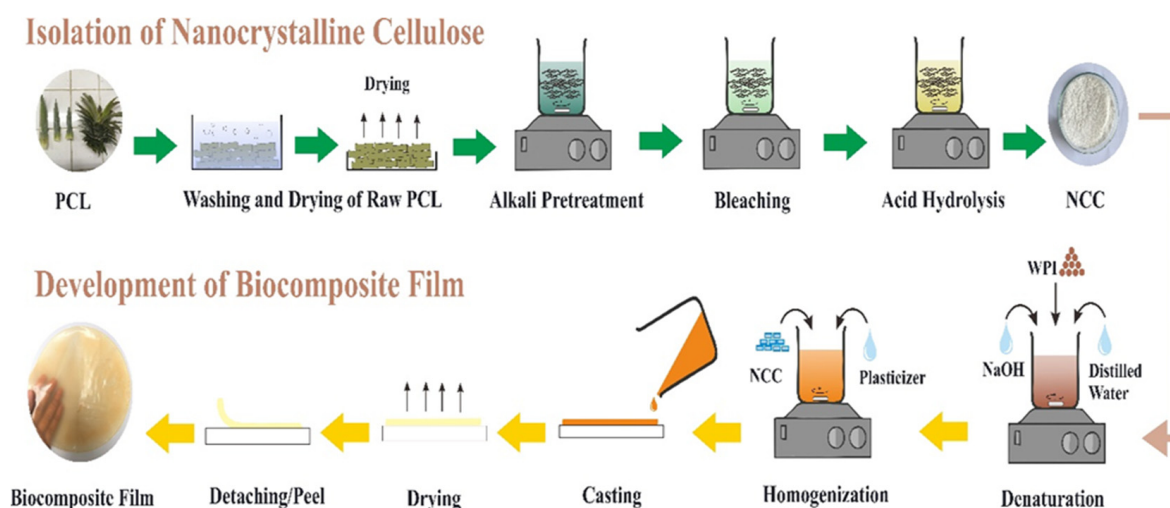 Isolation of Nanocrystalline Cellulose
Drying
PCL
Washing and Drying of Raw PCL
Alkali Pretreatment
Bleaching
Acid Hydrolysis
NCC
Development of Biocomposite Film
WPI
NaOH
Distilled
Water
NCC
Plasticizer
Biocomposite Film
Detaching/Peel
Drying
Casting
Homogenization
Denaturation